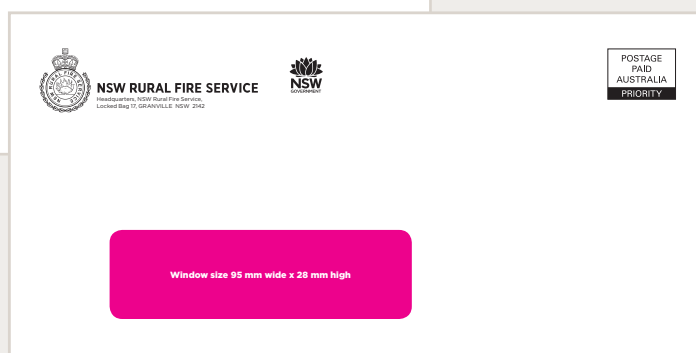 NSW RURAL FIRE SERVICE
Headquarters, NSW Rural Fire Service,
Locked Bag 17, GRANVILLE NSW 2142
NSW
GOVERNMENT
POSTAGE
PAID
AUSTRALIA
PRIORITY
Window size 95 mm wide x 28 mm high